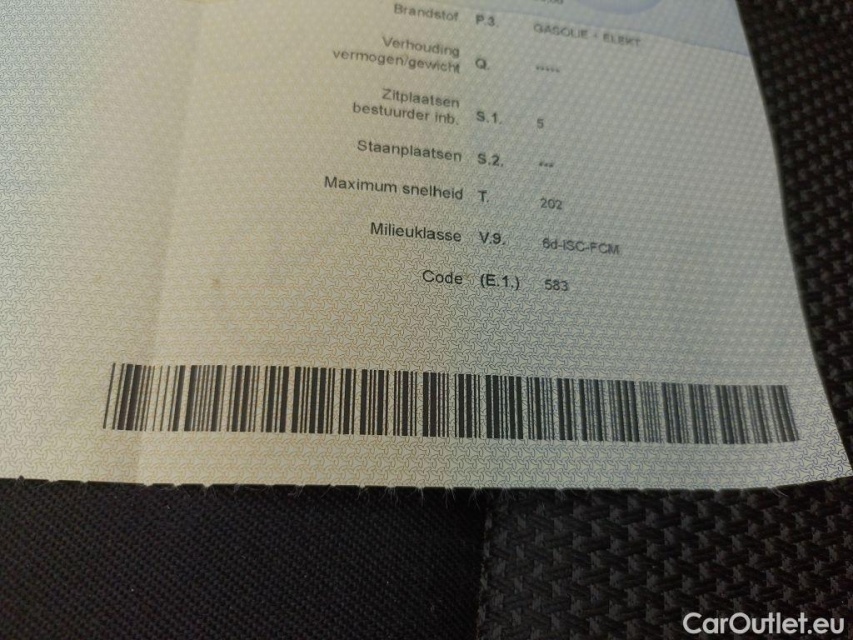 Brandstof P.3. GASOLIE - ELEKT
Verhouding
vermogen/gewicht Q. -----
Zitplaatsen
bestuurder inb. S.1. 5
Staanplaatsen S.2. ---
Maximum snelheid T. 202
Milieuklasse V.9. 6d-ISC-FCM
Code (E.1.) 583
CarOutlet.eu